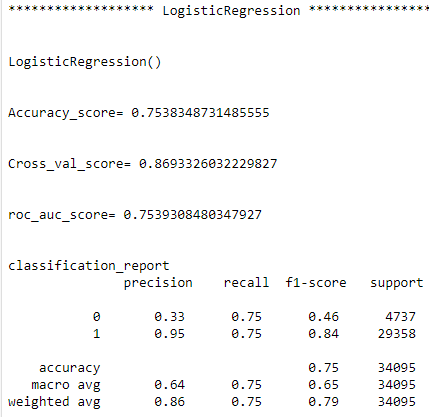 ******************* LogisticRegression ****************
LogisticRegression()
Accuracy_score= 0.7538348731485555
Cross_val_score= 0.8693326032229827
roc_auc_score= 0.7539308480347927
classification_report
precision recall f1-score support
0 0.33 0.75 0.46 4737
1 0.95 0.75 0.84 29358
accuracy 0.75 34095
macro avg 0.64 0.75 0.65 34095
weighted avg 0.86 0.75 0.79 34095